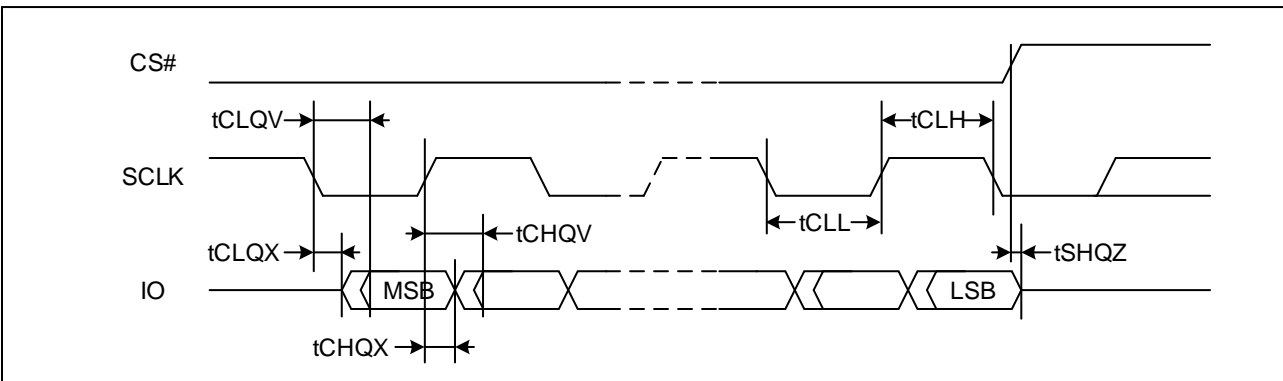 CS#
tCLQV
tCLH
SCLK
tCLL
tCHQV
tCLQX
tSHQZ
IO
MSB
LSB
tCHQX